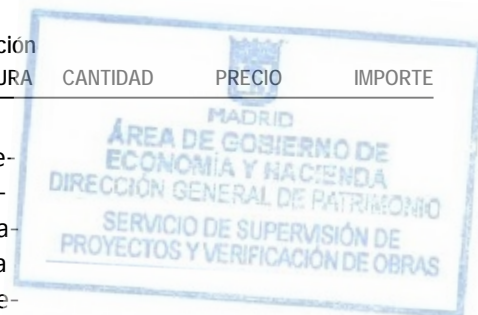 ción
URA CANTIDAD PRECIO IMPORTE
MADRID
ÁREA DE GOBIERNO DE
e-
ECONOMÍA Y HACIENDA
-
DIRECCIÓN GENERAL DE PATRIMONIO
a-
SERVICIO DE SUPERVISIÓN DE
a
PROYECTOS Y VERIFICACIÓN DE OBRAS
e-